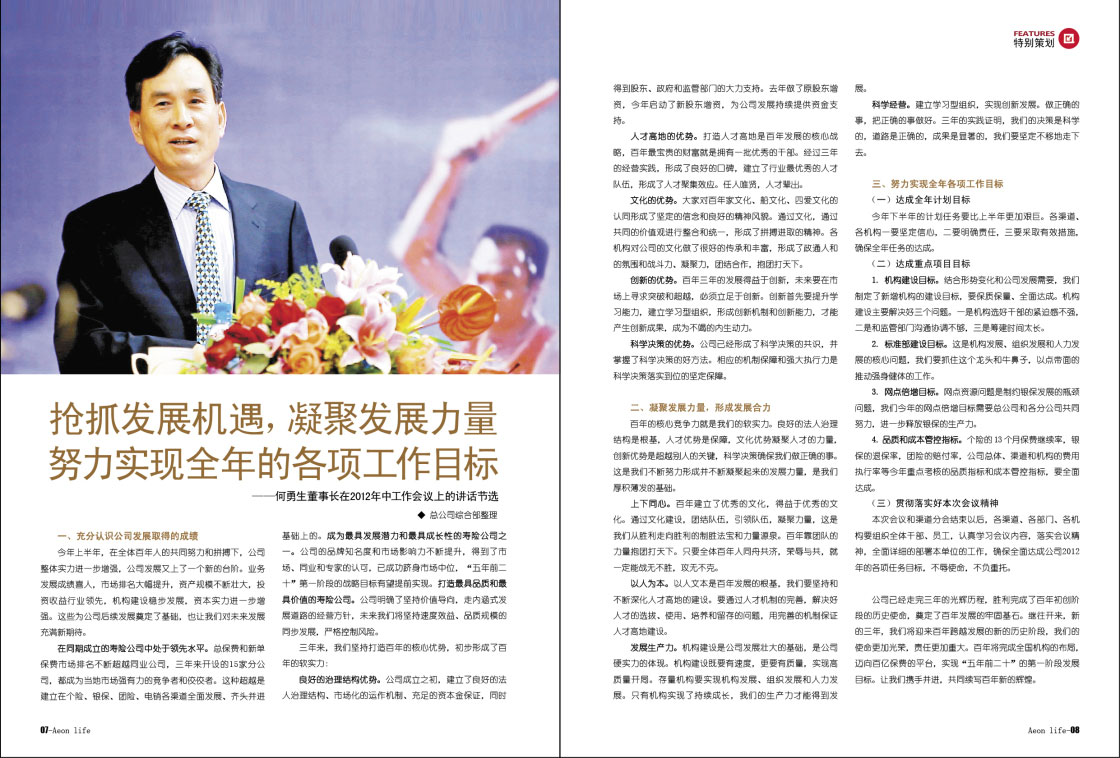 抢抓发展机遇，凝聚发展力量
努力实现全年的各项工作目标
——何勇生董事长在2012年中工作会议上的讲话节选
◆ 总公司综合部整理
一、充分认识公司发展取得的成绩
今年上半年，在全体百年人的共同努力和拼搏下，公司
整体实力进一步增强，公司发展又上了一个新的台阶。业务
发展成绩喜人，市场排名大幅提升，资产规模不断壮大，投
资收益行业领先，机构建设稳步发展，资本实力进一步增
强。这些为公司后续发展奠定了基础，也让我们对未来发展
充满新期待。
在同期成立的寿险公司中处于领先水平。总保费和新单
保费市场排名不断超越同业公司，三年来开设的15家分公
司，都成为当地市场强有力的竞争者和佼佼者。这种超越是
建立在个险、银保、团险、电销各渠道全面发展、齐头并进
基础上的。成为最具发展潜力和最具成长性的寿险公司之
一。公司的品牌知名度和市场影响力不断提升，得到了市
场、同业和专家的认可，已成功跻身市场中位，“五年前二
十”第一阶段的战略目标有望提前实现。打造最具品质和最
具价值的寿险公司。公司明确了坚持价值导向，走内涵式发
展道路的经营方针，未来我们将坚持速度效益、品质规模的
同步发展，严格控制风险。
三年来，我们坚持打造百年的核心优势，初步形成了百
年的软实力：
良好的治理结构优势。公司成立之初，建立了良好的法
人治理结构、市场化的运作机制、充足的资本金保证，同时
07-Aeon life
FEATURES
特别策划
得到股东、政府和监管部门的大力支持。去年做了原股东增
资，今年启动了新股东增资，为公司发展持续提供资金支
持。
人才高地的优势。打造人才高地是百年发展的核心战
略，百年最宝贵的财富就是拥有一批优秀的干部。经过三年
的经营实践，形成了良好的口碑，建立了行业最优秀的人才
队伍，形成了人才聚集效应。任人唯贤，人才辈出。
文化的优势。大家对百年家文化、船文化、四爱文化的
认同形成了坚定的信念和良好的精神风貌。通过文化，通过
共同的价值观进行整合和统一，形成了拼搏进取的精神。各
机构对公司的文化做了很好的传承和丰富，形成了政通人和
的氛围和战斗力、凝聚力，团结合作，抱团打天下。
创新的优势。百年三年的发展得益于创新，未来要在市
场上寻求突破和超越，必须立足于创新。创新首先要提升学
习能力，建立学习型组织，形成创新机制和创新能力，才能
产生创新成果，成为不竭的内生动力。
科学决策的优势。公司已经形成了科学决策的共识，并
掌握了科学决策的好方法。相应的机制保障和强大执行力是
科学决策落实到位的坚定保障。
二、凝聚发展力量，形成发展合力
百年的核心竞争力就是我们的软实力。良好的法人治理
结构是根基，人才优势是保障，文化优势凝聚人才的力量，
创新优势是超越别人的关键，科学决策确保我们做正确的事。
这是我们不断努力形成并不断凝聚起来的发展力量，是我们
厚积薄发的基础。
上下同心。百年建立了优秀的文化，得益于优秀的文
化。通过文化建设，团结队伍，引领队伍，凝聚力量，这是
我们从胜利走向胜利的制胜法宝和力量源泉。百年靠团队的
力量抱团打天下。只要全体百年人同舟共济，荣辱与共，就
一定能战无不胜，攻无不克。
以人为本。以人文本是百年发展的根基，我们要坚持和
不断深化人才高地的建设。要通过人才机制的完善，解决好
人才的选拔、使用、培养和留存的问题，用完善的机制保证
人才高地建设。
发展生产力。机构建设是公司发展壮大的基础，是公司
硬实力的体现。机构建设既要有速度，更要有质量，实现高
质量开局。存量机构要实现机构发展、组织发展和人力发
展。只有机构实现了持续成长，我们的生产力才能得到发
展。
科学经营。建立学习型组织，实现创新发展。做正确的
事，把正确的事做好。三年的实践证明，我们的决策是科学
的，道路是正确的，成果是显著的，我们要坚定不移地走下
去。
三、努力实现全年各项工作目标
（一）达成全年计划目标
今年下半年的计划任务要比上半年更加艰巨。各渠道、
各机构一要坚定信心，二要明确责任，三要采取有效措施，
确保全年任务的达成。
（二）达成重点项目目标
1. 机构建设目标。结合形势变化和公司发展需要，我们
制定了新增机构的建设目标，要保质保量、全面达成。机构
建设主要解决好三个问题。一是机构选好干部的紧迫感不强，
二是和监管部门沟通协调不够，三是筹建时间太长。
2. 标准部建设目标。这是机构发展、组织发展和人力发
展的核心问题，我们要抓住这个龙头和牛鼻子，以点带面的
推动强身健体的工作。
3. 网点倍增目标。网点资源问题是制约银保发展的瓶颈
问题，我们今年的网点倍增目标需要总公司和各分公司共同
努力，进一步释放银保的生产力。
4. 品质和成本管控指标。个险的13个月保费继续率，银
保的退保率，团险的赔付率，公司总体、渠道和机构的费用
执行率等今年重点考核的品质指标和成本管控指标，要全面
达成。
（三）贯彻落实好本次会议精神
本次会议和渠道分会结束以后，各渠道、各部门、各机
构要组织全体干部、员工，认真学习会议内容，落实会议精
神，全面详细的部署本单位的工作，确保全面达成公司2012
年的各项任务目标，不辱使命，不负重托。
公司已经走完三年的光辉历程，胜利完成了百年初创阶
段的历史使命，奠定了百年发展的牢固基石。继往开来，新
的三年，我们将迎来百年跨越发展的新的历史阶段，我们的
使命更加光荣，责任更加重大。百年将完成全国机构的布局，
迈向百亿保费的平台，实现“五年前二十”的第一阶段发展
目标。让我们携手并进，共同续写百年新的辉煌。
Aeon life-08